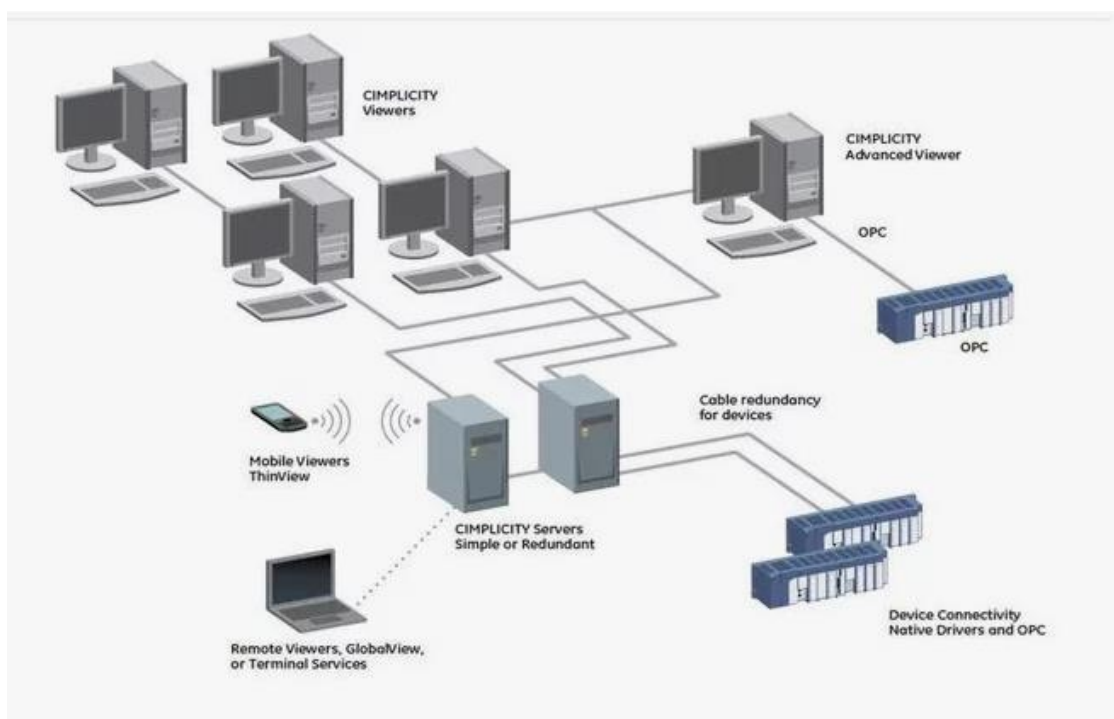 CIMPLICITY
Viewers
CIMPLICITY
Advanced Viewer
OPC
OPC
Cable redundancy
for devices
Mobile Viewers
ThinView
CIMPLICITY Servers
Simple or Redundant
Device Connectivity
Native Drivers and OPC
Remote Viewers, GlobalView,
or Terminal Services